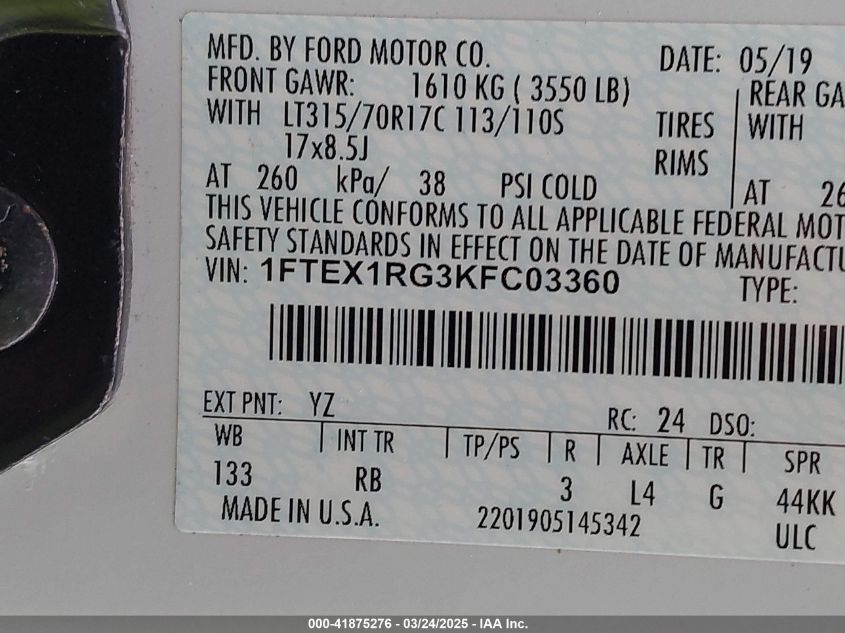 MFD. BY FORD MOTOR CO. DATE: 05/19
FRONT GAWR: 1610 KG ( 3550 LB) REAR GA
WITH LT315/70R17C 113/110S TIRES WITH
17x8.5J RIMS
AT 260 kPa/ 38 PSI COLD AT 26
THIS VEHICLE CONFORMS TO ALL APPLICABLE FEDERAL MOT
SAFETY STANDARDS IN EFFECT ON THE DATE OF MANUFACTU
VIN: 1FTEX1RG3KFC03360 TYPE:
EXT PNT: YZ RC: 24 DSO:
WB INT TR TP/PS R AXLE TR SPR
133 RB 3 L4 G 44KK
MADE IN U.S.A. 2201905145342 ULC
000-41875276 - 03/24/2025 - IAA Inc.